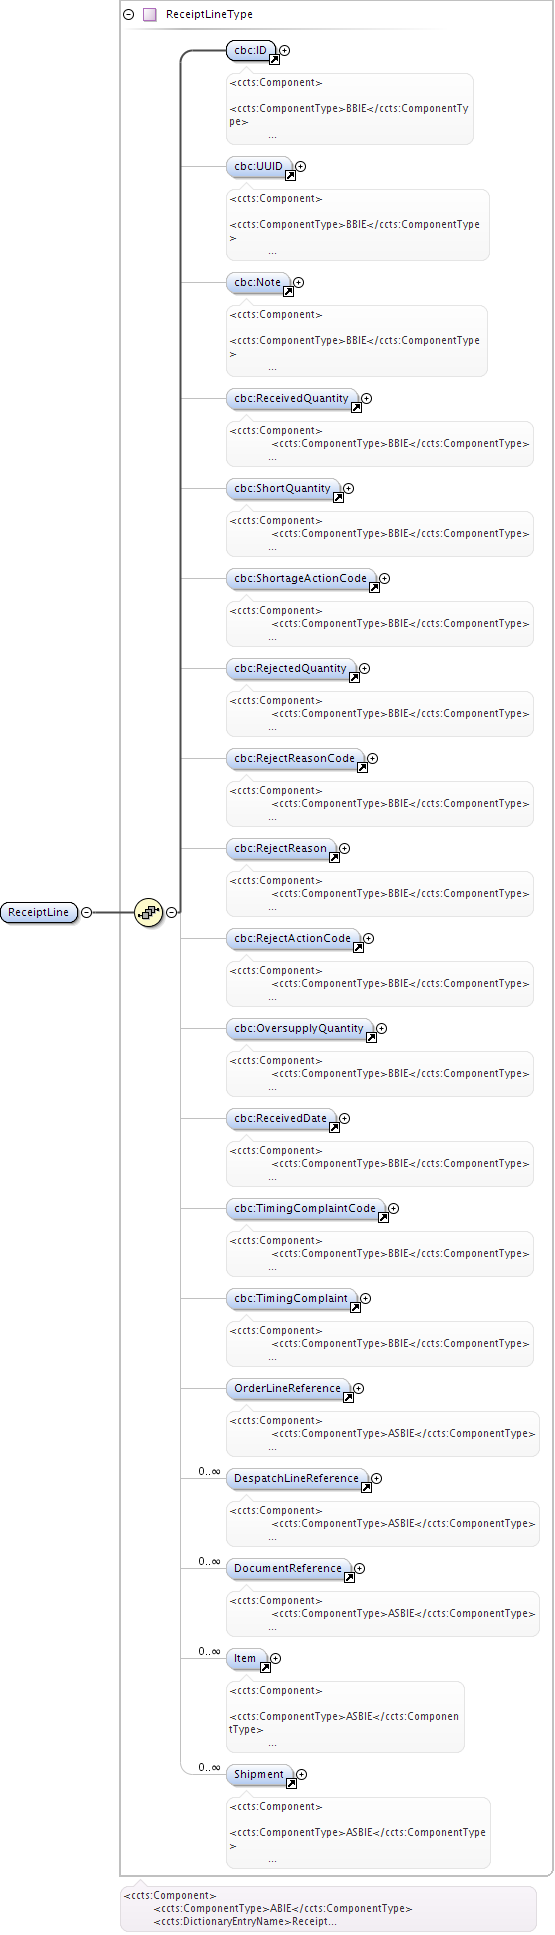 ReceiptLineType
cbc:ID
<ccts:Component>
<ccts:ComponentType>BBIE</ccts:ComponentTy
pe>
...
cbc:UUID
<ccts:Component>
<ccts:ComponentType>BBIE</ccts:ComponentType
>
...
cbc:Note
<ccts:Component>
<ccts:ComponentType>BBIE</ccts:ComponentType
>
...
cbc:ReceivedQuantity
<ccts:Component>
<ccts:ComponentType>BBIE</ccts:ComponentType>
...
cbc:ShortQuantity
<ccts:Component>
<ccts:ComponentType>BBIE</ccts:ComponentType>
...
cbc:ShortageActionCode
<ccts:Component>
<ccts:ComponentType>BBIE</ccts:ComponentType>
...
cbc:RejectedQuantity
<ccts:Component>
<ccts:ComponentType>BBIE</ccts:ComponentType>
...
cbc:RejectReasonCode
<ccts:Component>
<ccts:ComponentType>BBIE</ccts:ComponentType>
...
cbc:RejectReason
<ccts:Component>
<ccts:ComponentType>BBIE</ccts:ComponentType>
...
ReceiptLine
cbc:RejectActionCode
<ccts:Component>
<ccts:ComponentType>BBIE</ccts:ComponentType>
...
cbc:OversupplyQuantity
<ccts:Component>
<ccts:ComponentType>BBIE</ccts:ComponentType>
...
cbc:ReceivedDate
<ccts:Component>
<ccts:ComponentType>BBIE</ccts:ComponentType>
...
cbc:TimingComplaintCode
<ccts:Component>
<ccts:ComponentType>BBIE</ccts:ComponentType>
...
cbc:TimingComplaint
<ccts:Component>
<ccts:ComponentType>BBIE</ccts:ComponentType>
...
OrderLineReference
<ccts:Component>
<ccts:ComponentType>ASBIE</ccts:ComponentType>
...
0..∞ DespatchLineReference
<ccts:Component>
<ccts:ComponentType>ASBIE</ccts:ComponentType>
...
0..∞ DocumentReference
<ccts:Component>
<ccts:ComponentType>ASBIE</ccts:ComponentType>
...
0..∞ Item
<ccts:Component>
<ccts:ComponentType>ASBIE</ccts:Componen
tType>
...
0..∞ Shipment
<ccts:Component>
<ccts:ComponentType>ASBIE</ccts:ComponentType
>
...
<ccts:Component>
<ccts:ComponentType>ABIE</ccts:ComponentType>
<ccts:DictionaryEntryName>Receipt...